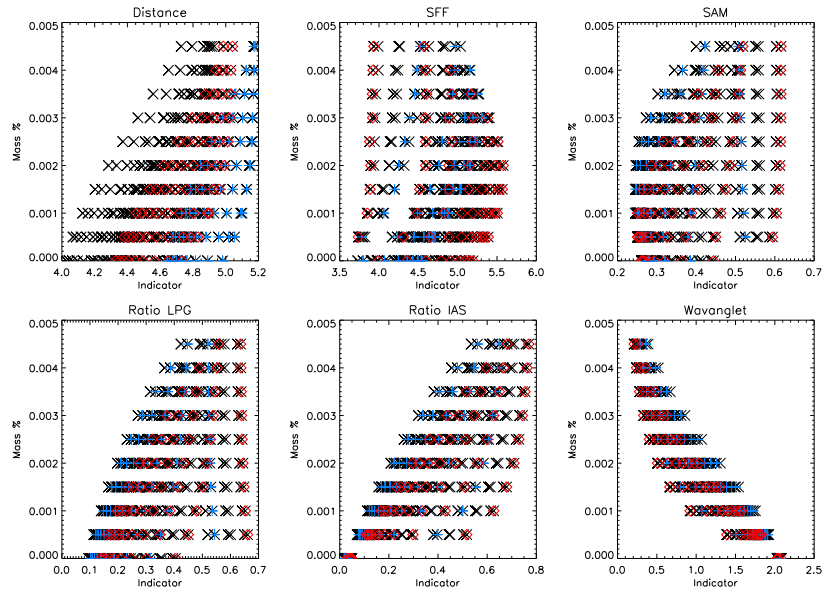 Distance
SFF
SAM
0.005
0.004
0.003
0.002
0.001
0.000
Mass %
4.0 4.2 4.4 4.6 4.8 5.0 5.2
Indicator
0.005
0.004
0.003
0.002
0.001
0.000
Mass %
3.5 4.0 4.5 5.0 5.5 6.0
Indicator
0.005
0.004
0.003
0.002
0.001
0.000
Mass %
0.2 0.3 0.4 0.5 0.6 0.7
Indicator
Ratio LPG
Ratio IAS
Wavanglet
0.005
0.004
0.003
0.002
0.001
0.000
Mass %
0.0 0.1 0.2 0.3 0.4 0.5 0.6 0.7
Indicator
0.005
0.004
0.003
0.002
0.001
0.000
Mass %
0.0 0.2 0.4 0.6 0.8
Indicator
0.005
0.004
0.003
0.002
0.001
0.000
Mass %
0.0 0.5 1.0 1.5 2.0 2.5
Indicator